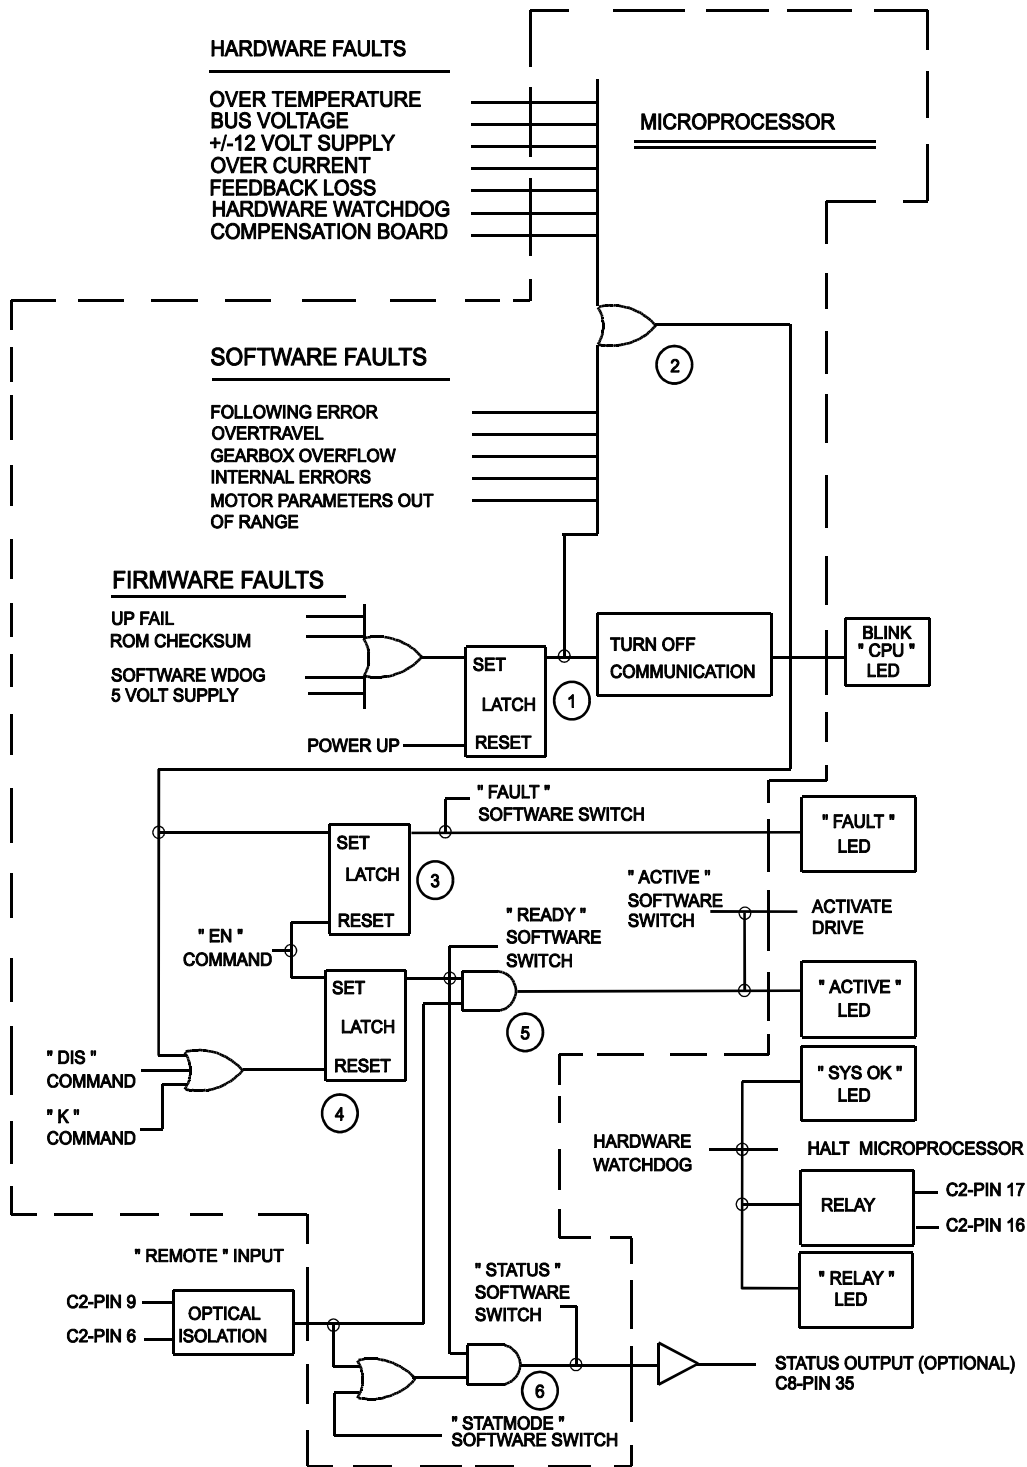 HARDWARE FAULTS
OVER TEMPERATURE
BUS VOLTAGE
+/-12 VOLT SUPPLY
OVER CURRENT
FEEDBACK LOSS
HARDWARE WATCHDOG
COMPENSATION BOARD
MICROPROCESSOR
2
SOFTWARE FAULTS
FOLLOWING ERROR
OVERTRAVEL
GEARBOX OVERFLOW
INTERNAL ERRORS
MOTOR PARAMETERS OUT
OF RANGE
FIRMWARE FAULTS
UP FAIL
ROM CHECKSUM
SOFTWARE WDOG
5 VOLT SUPPLY
POWER UP
SET
LATCH
RESET
1
TURN OFF
COMMUNICATION
BLINK
" CPU "
LED
" FAULT "
SOFTWARE SWITCH
SET
LATCH
RESET
3
" FAULT "
LED
" ACTIVE "
SOFTWARE
SWITCH
ACTIVATE
DRIVE
" EN "
COMMAND
" READY "
SOFTWARE
SWITCH
SET
LATCH
RESET
4
5
" ACTIVE "
LED
" DIS "
COMMAND
" K "
COMMAND
" SYS OK "
LED
HARDWARE
WATCHDOG
HALT MICROPROCESSOR
RELAY
C2-PIN 17
C2-PIN 16
" RELAY "
LED
" REMOTE " INPUT
C2-PIN 9
C2-PIN 6
OPTICAL
ISOLATION
" STATUS "
SOFTWARE
SWITCH
6
STATUS OUTPUT (OPTIONAL)
C8-PIN 35
" STATMODE "
SOFTWARE SWITCH